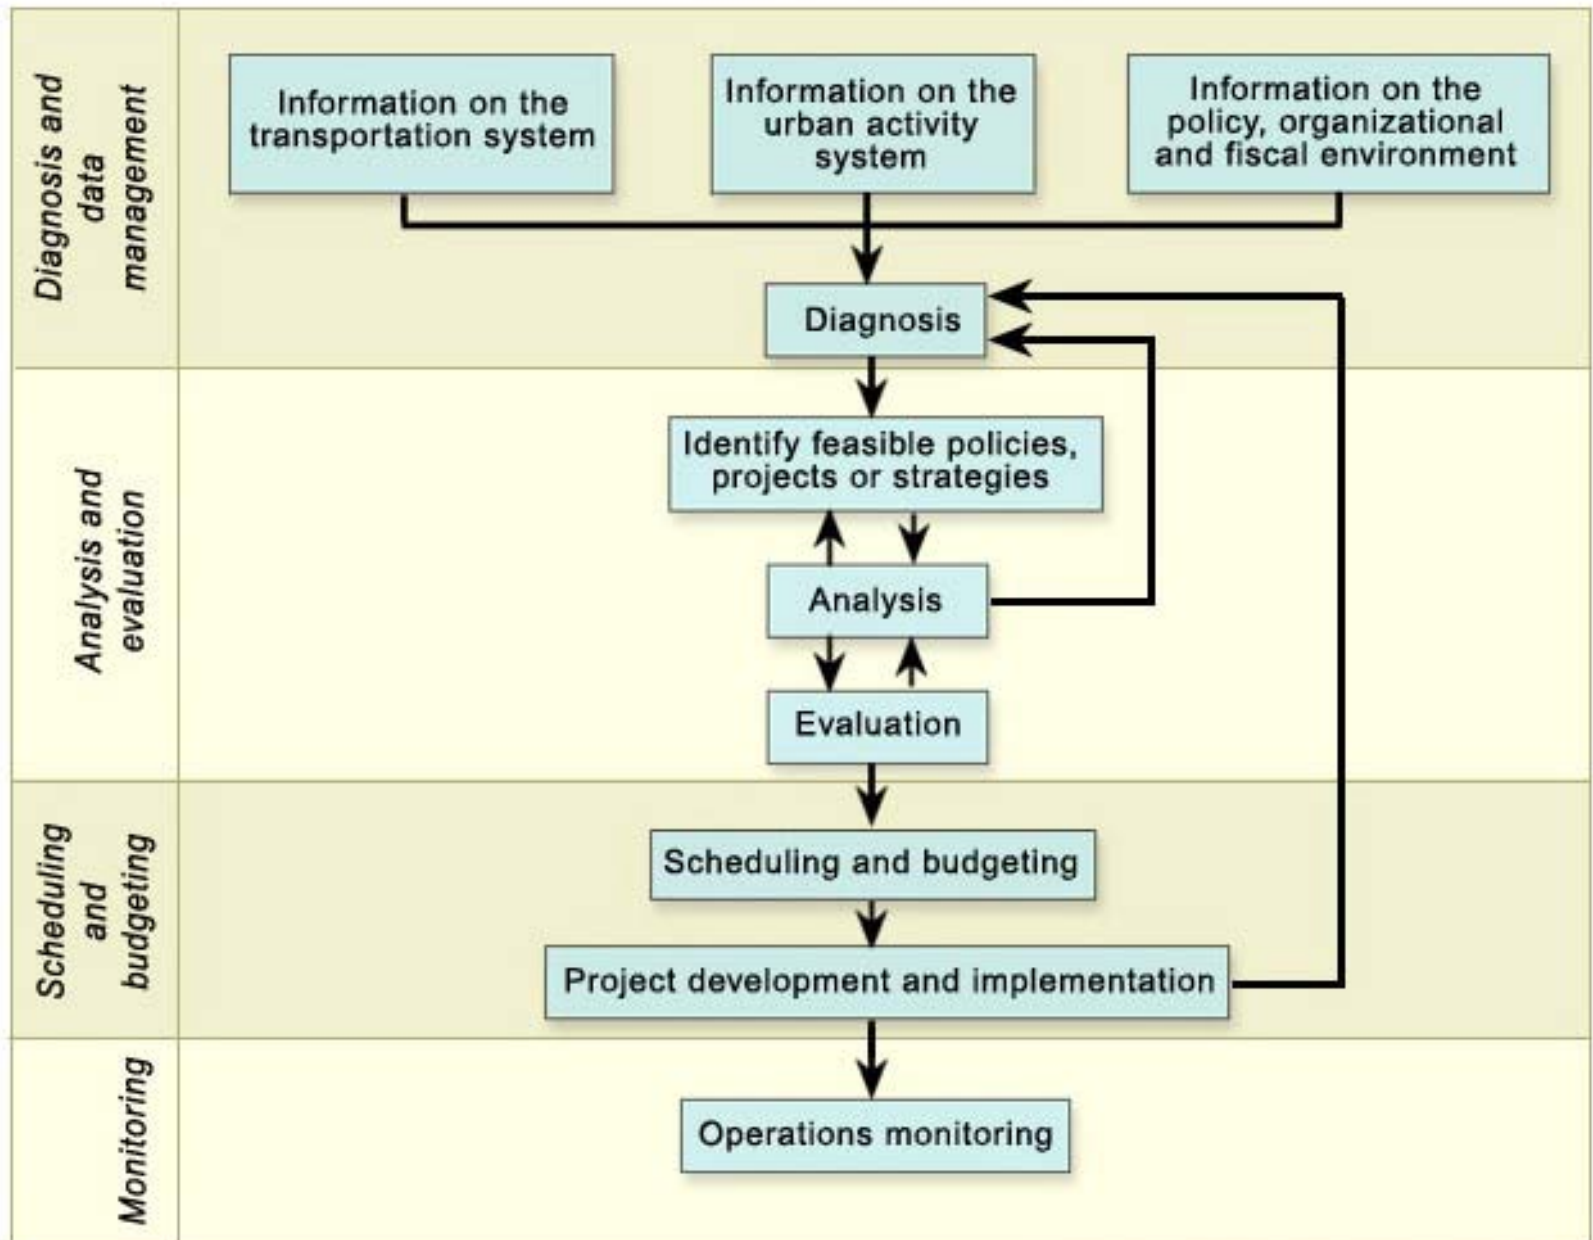 Diagnosis and
data
management
Information on the
transportation system
Information on the
urban activity
system
Information on the
policy, organizational
and fiscal environment
Diagnosis
Analysis and
evaluation
Identify feasible policies,
projects or strategies
Analysis
Evaluation
Scheduling
and
budgeting
Scheduling and budgeting
Project development and implementation
Monitoring
Operations monitoring